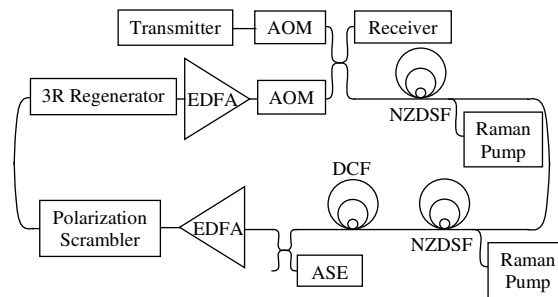 Transmitter
AOM
Receiver
3R Regenerator
EDFA
AOM
NZDSF
Raman
Pump
DCF
Polarization
Scrambler
EDFA
NZDSF
ASE
Raman
Pump